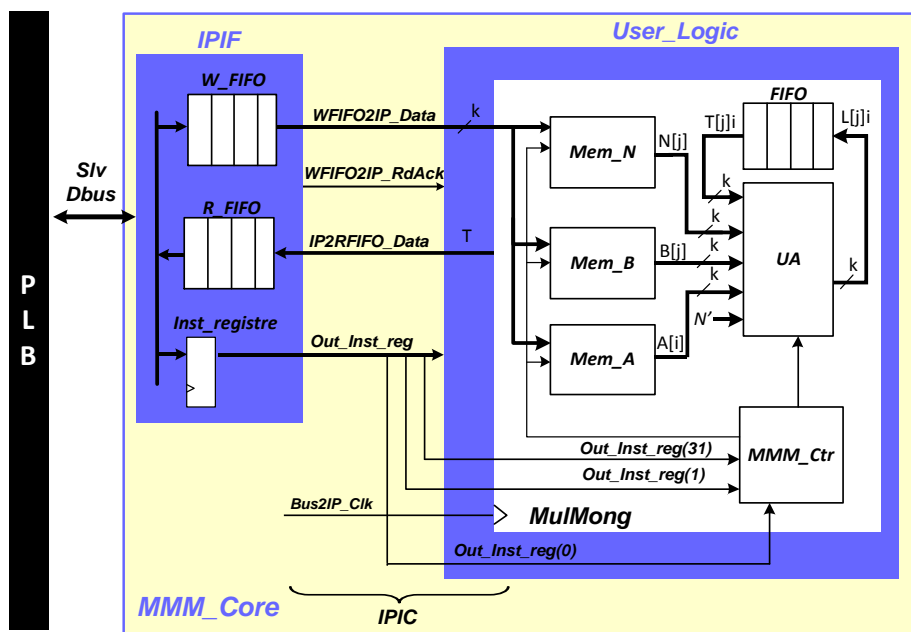 User_Logic
IPIF
W_FIFO
FIFO
WFIFO2IP_Data
k
T[j]i
L[j]i
N[j]
Mem_N
k
Slv
Dbus
WFIFO2IP_RdAck
k
R_FIFO
IP2RFIFO_Data
T
Mem_B
B[j]
k
UA
k
k
P
L
B
N'
Inst_registre
Out_Inst_reg
Mem_A
A[i]
Out_Inst_reg(31)
MMM_Ctr
Out_Inst_reg(1)
Bus2IP_Clk
MulMong
Out_Inst_reg(0)
MMM_Core
IPIC